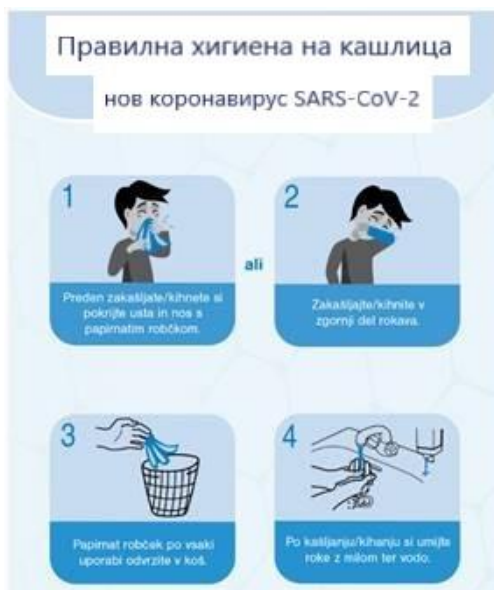 Правилна хигиена на кашлица
нов коронавирус SARS-CoV-2
1
Preden zakašljate/kihnete si
pokrijte usta in nos s
papirnatim robčkom.
ali
2
Zakašljajte/kihnite v
zgornji del rokava.
3
Papirnat robček po vsaki
uporabi odvrzite v koš.
4
Po kašljanju/kihanju si umijte
roke z milom ter vodo.